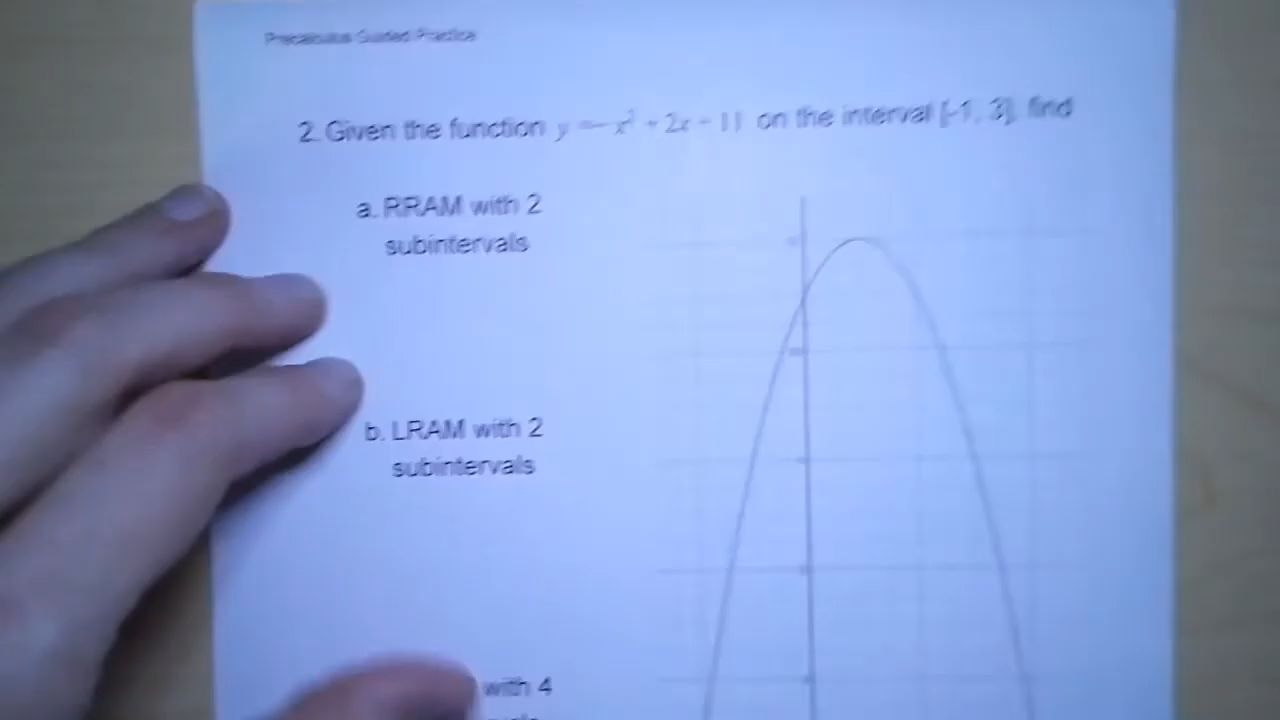 Precalculus Guided Practice
2. Given the function y = -x² + 2x + 11 on the interval [-1, 3], find
a. RRAM with 2
subintervals
b. LRAM with 2
subintervals
with 4